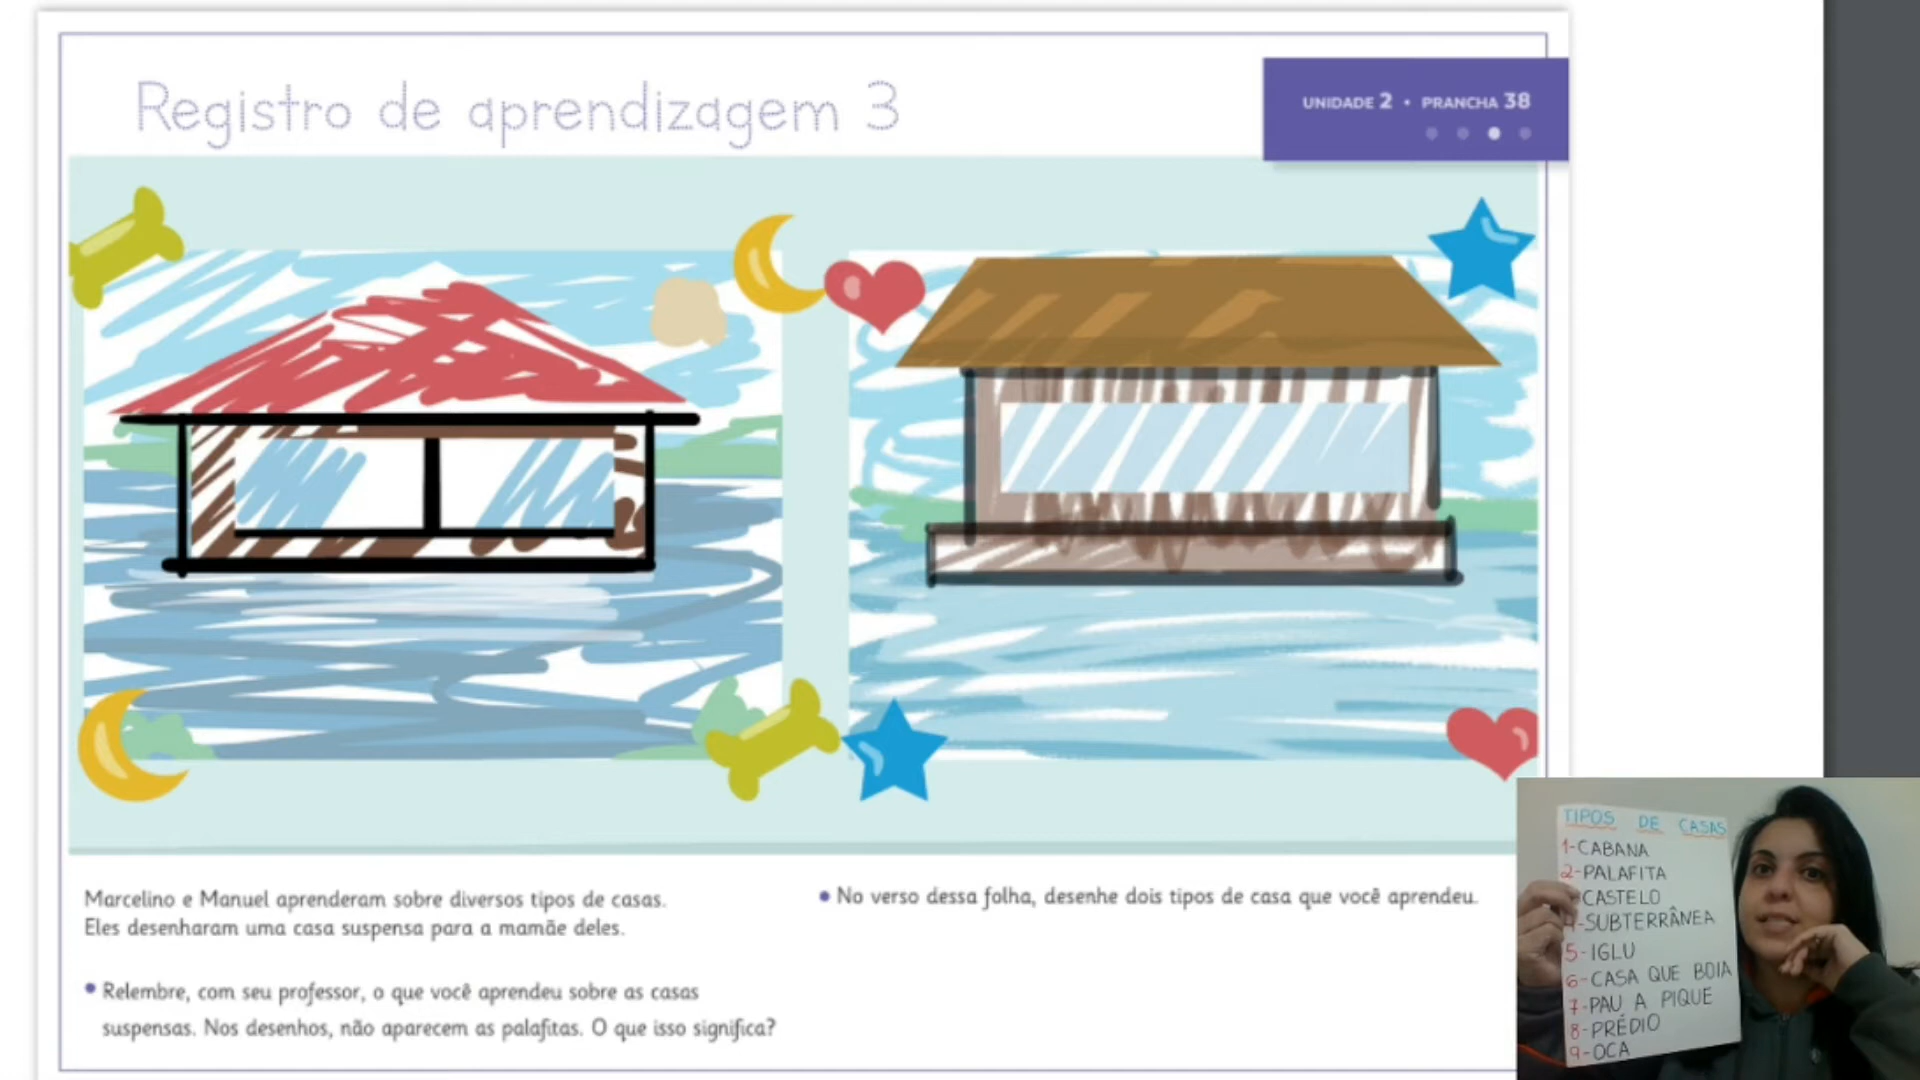 Registro de aprendizagem 3
UNIDADE 2 • PRANCHA 38
Marcelino e Manuel aprenderam sobre diversos tipos de casas.
Eles desenharam uma casa suspensa para a mamãe deles.
• Relembre, com seu professor, o que você aprendeu sobre as casas
suspensas. Nos desenhos, não aparecem as palafitas. O que isso significa?
• No verso dessa folha, desenhe dois tipos de casa que você aprendeu.
TIPOS DE CASAS
1-CABANA
2-PALAFITA
CASTELO
4-SUBTERRÂNEA
5-IGLU
6-CASA QUE BOIA
7-PAU A PIQUE
8-PRÉDIO
9-OCA